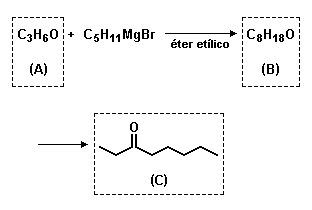 C3H6O + C5H11MgBr éter etílico C8H18O
(A) (B)
O
(C)